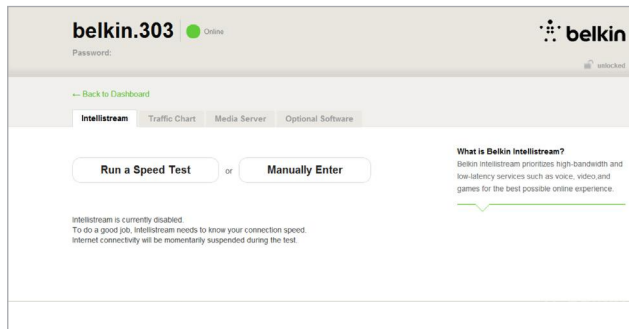 belkin.303
Online
belkin
Password:
unlocked
← Back to Dashboard
Intellistream Traffic Chart Media Server Optional Software
Run a Speed Test or Manually Enter
Intellistream is currently disabled.
To do a good job, Intellistream needs to know your connection speed.
Internet connectivity will be momentarily suspended during the test.
What is Belkin Intellistream?
Belkin Intellistream prioritizes high-bandwidth and
low-latency services such as voice, video,and
games for the best possible online experience.